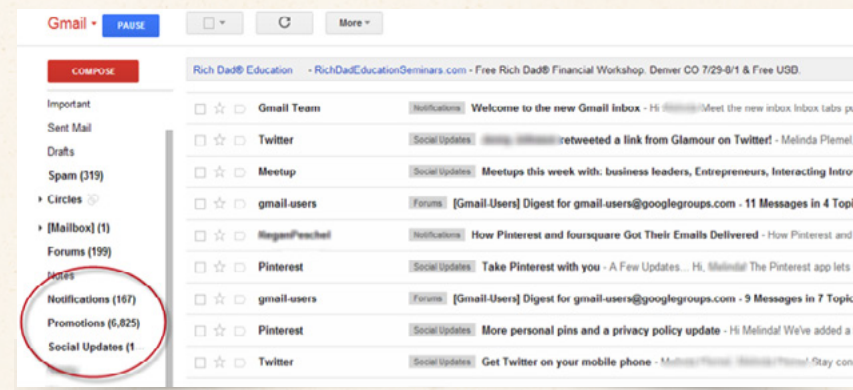 Gmail PAUSE More
COMPOSE
Rich Dad® Education - RichDadEducationSeminars.com - Free Rich Dad® Financial Workshop. Denver CO 7/29-8/1 & Free USB.
Important
Sent Mail
Drafts
Spam (319)
Circles
[Mailbox] (1)
Forums (199)
Notes
Notifications (167)
Promotions (6,825)
Social Updates (1...
Gmail Team Notifications Welcome to the new Gmail inbox - Hi Meet the new inbox Inbox tabs pu
Twitter Social Updates retweeted a link from Glamour on Twitter! - Melinda Plemel
Meetup Social Updates Meetups this week with: business leaders, Entrepreneurs, Interacting Intro
gmail-users Forums [Gmail-Users] Digest for gmail-users@googlegroups.com - 11 Messages in 4 Topi
Notifications How Pinterest and foursquare Got Their Emails Delivered - How Pinterest and
Pinterest Social Updates Take Pinterest with you - A Few Updates... Hi, The Pinterest app lets
gmail-users Forums [Gmail-Users] Digest for gmail-users@googlegroups.com - 9 Messages in 7 Topic
Pinterest Social Updates More personal pins and a privacy policy update - Hi Melinda! We've added a
Twitter Social Updates Get Twitter on your mobile phone - Stay con